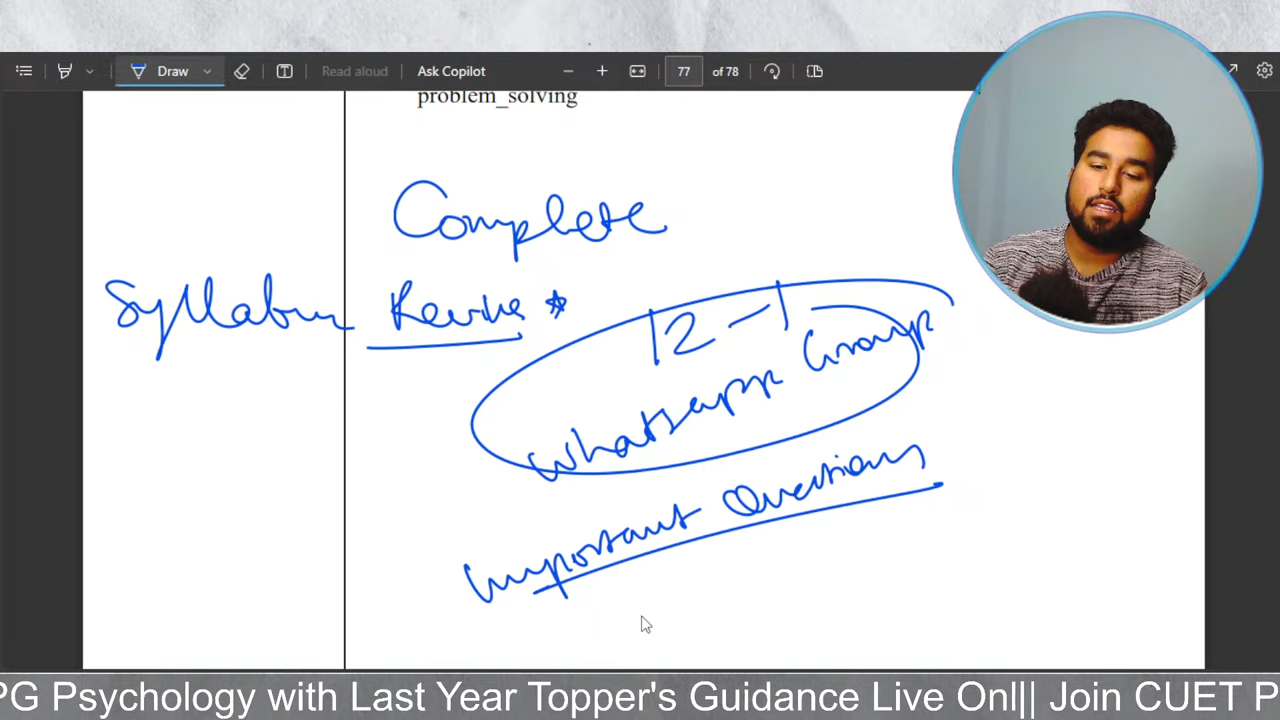 Draw
Read aloud
Ask Copilot
77
of 78
problem_solving
Complete
Syllabus Revise
12-1
Whatsapp Group
Important Questions
PG Psychology with Last Year Topper's Guidance Live Onl|| Join CUET P